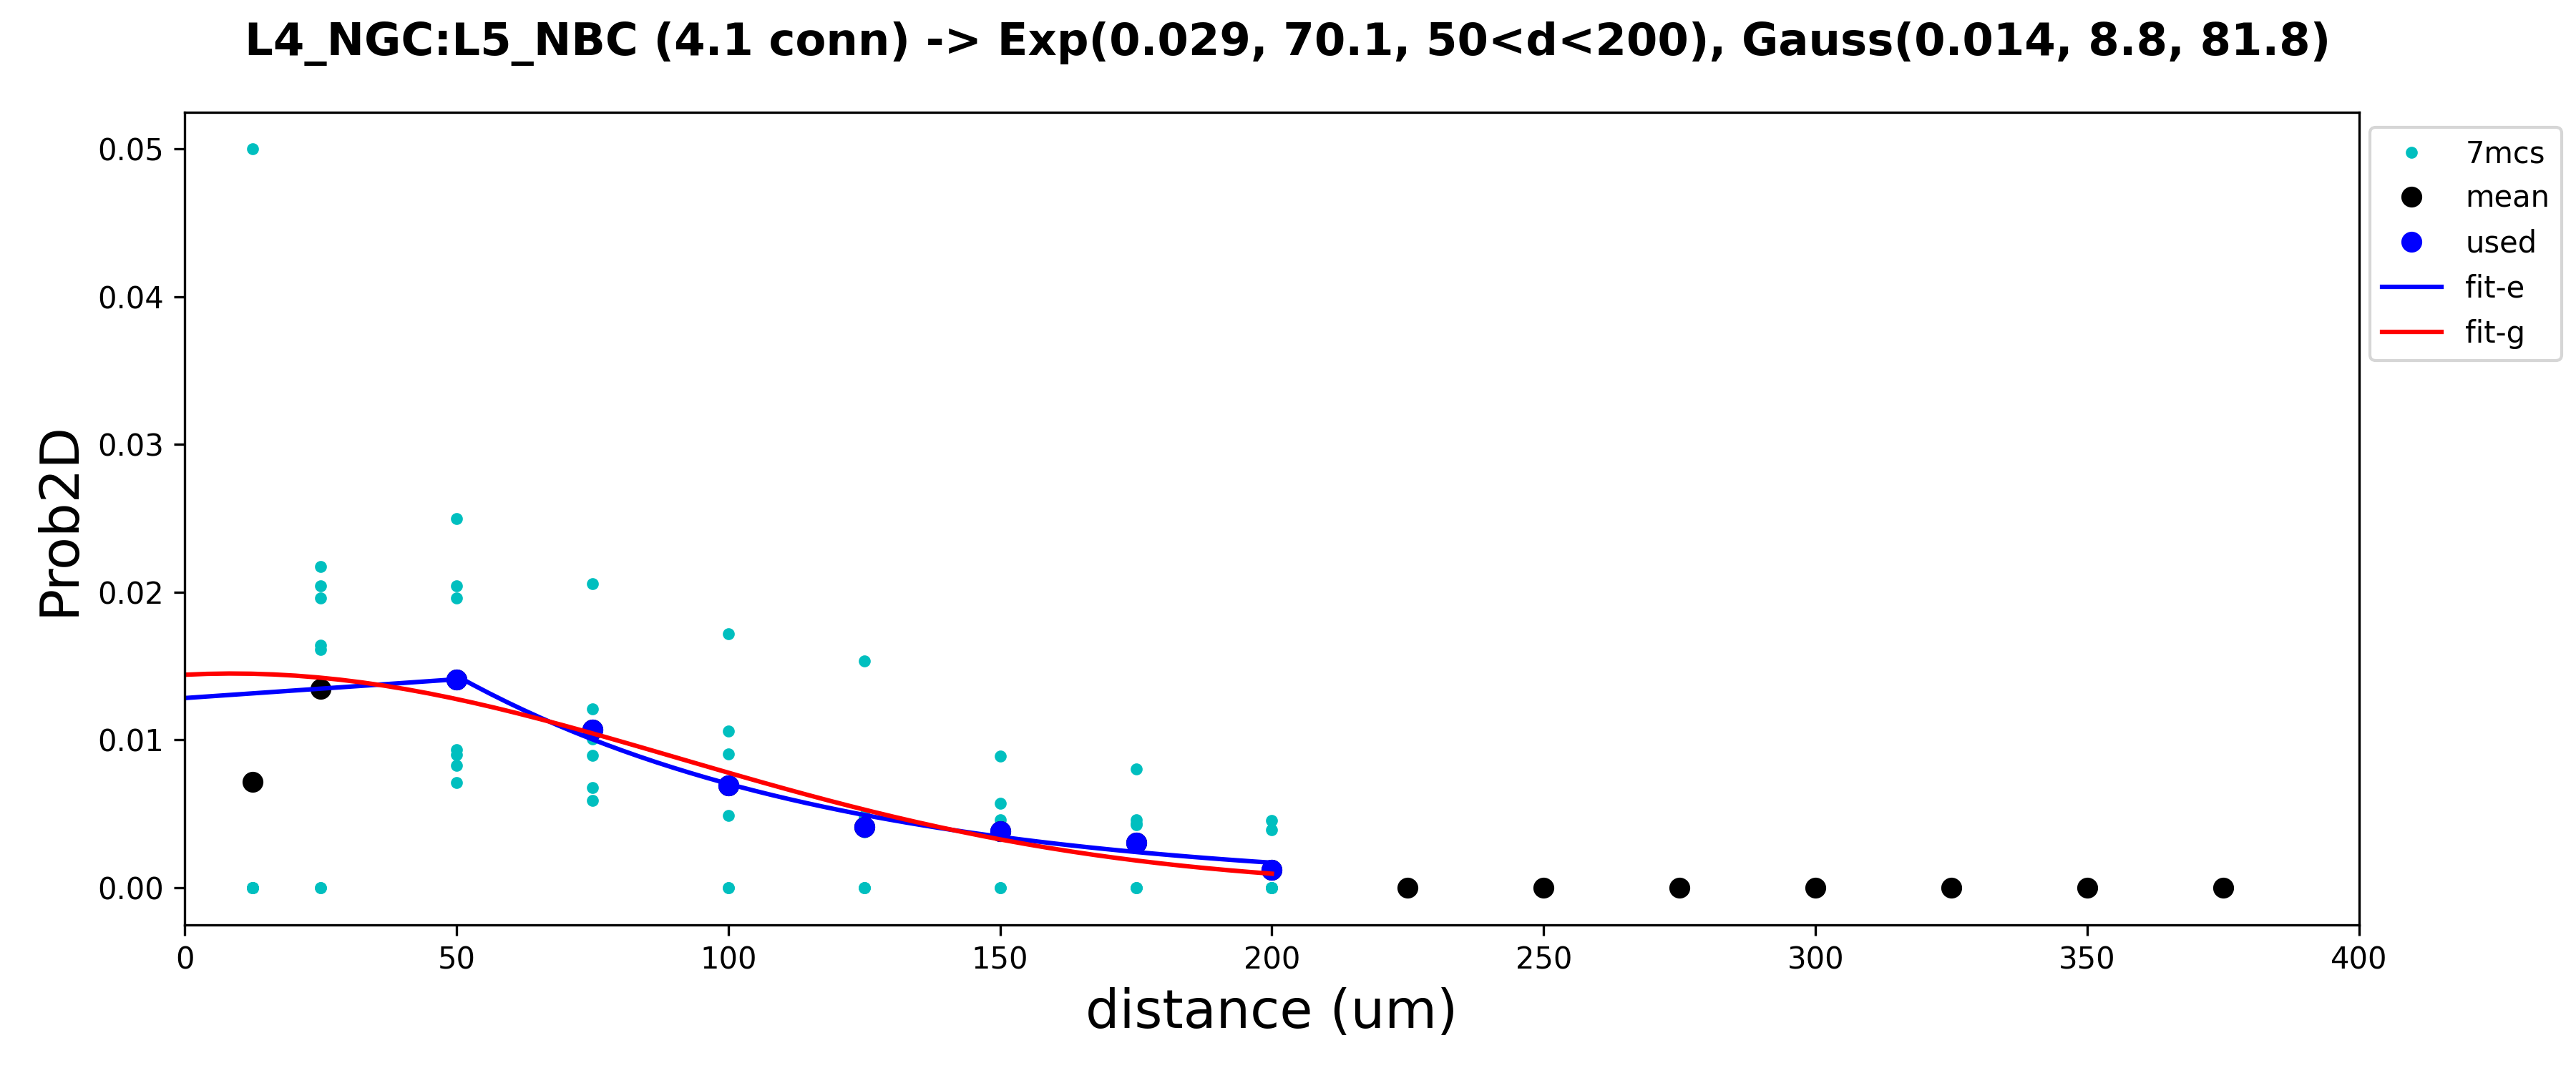 L4_NGC:L5_NBC (4.1 conn) -> Exp(0.029, 70.1, 50<d<200), Gauss(0.014, 8.8, 81.8)
0.05
0.04
0.03
0.02
0.01
0.00
Prob2D
0 50 100 150 200 250 300 350 400
distance (um)
7mcs
mean
used
fit-e
fit-g